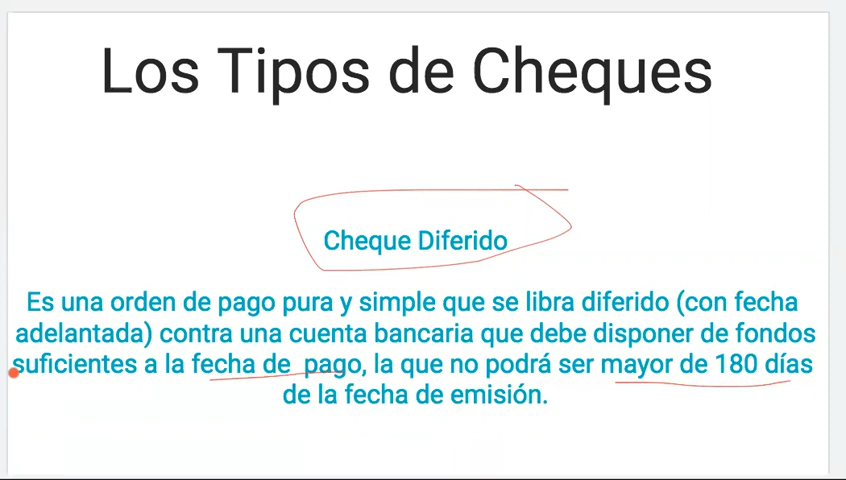 Los Tipos de Cheques
Cheque Diferido
Es una orden de pago pura y simple que se libra diferido (con fecha
adelantada) contra una cuenta bancaria que debe disponer de fondos
suficientes a la fecha de pago, la que no podrá ser mayor de 180 días
de la fecha de emisión.